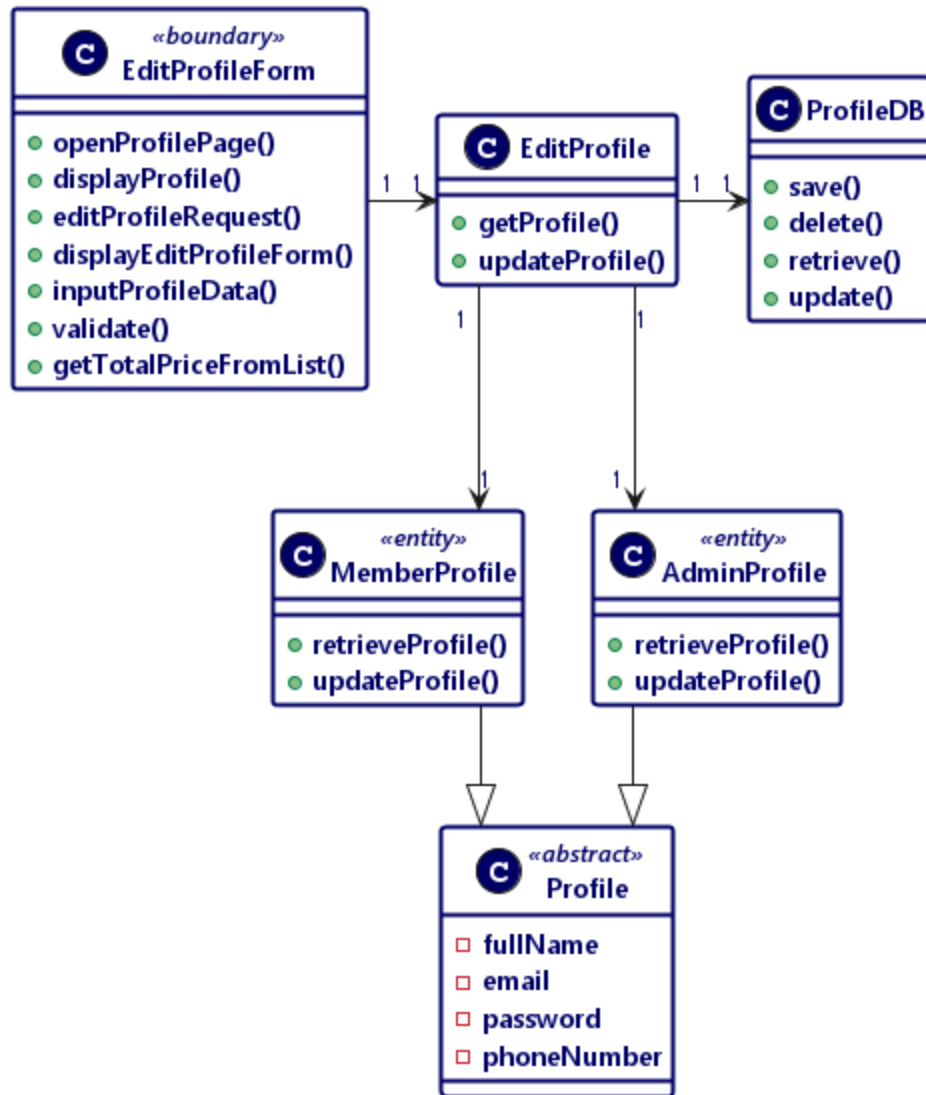 C
«boundary»
EditProfileForm
openProfilePage()
displayProfile()
editProfileRequest()
displayEditProfileForm()
inputProfileData()
validate()
getTotalPriceFromList()
1 1
C EditProfile
getProfile()
updateProfile()
1 1
C ProfileDB
save()
delete()
retrieve()
update()
1 1
1 1
C
«entity»
MemberProfile
retrieveProfile()
updateProfile()
C
«entity»
AdminProfile
retrieveProfile()
updateProfile()
C
«abstract»
Profile
fullName
email
password
phoneNumber